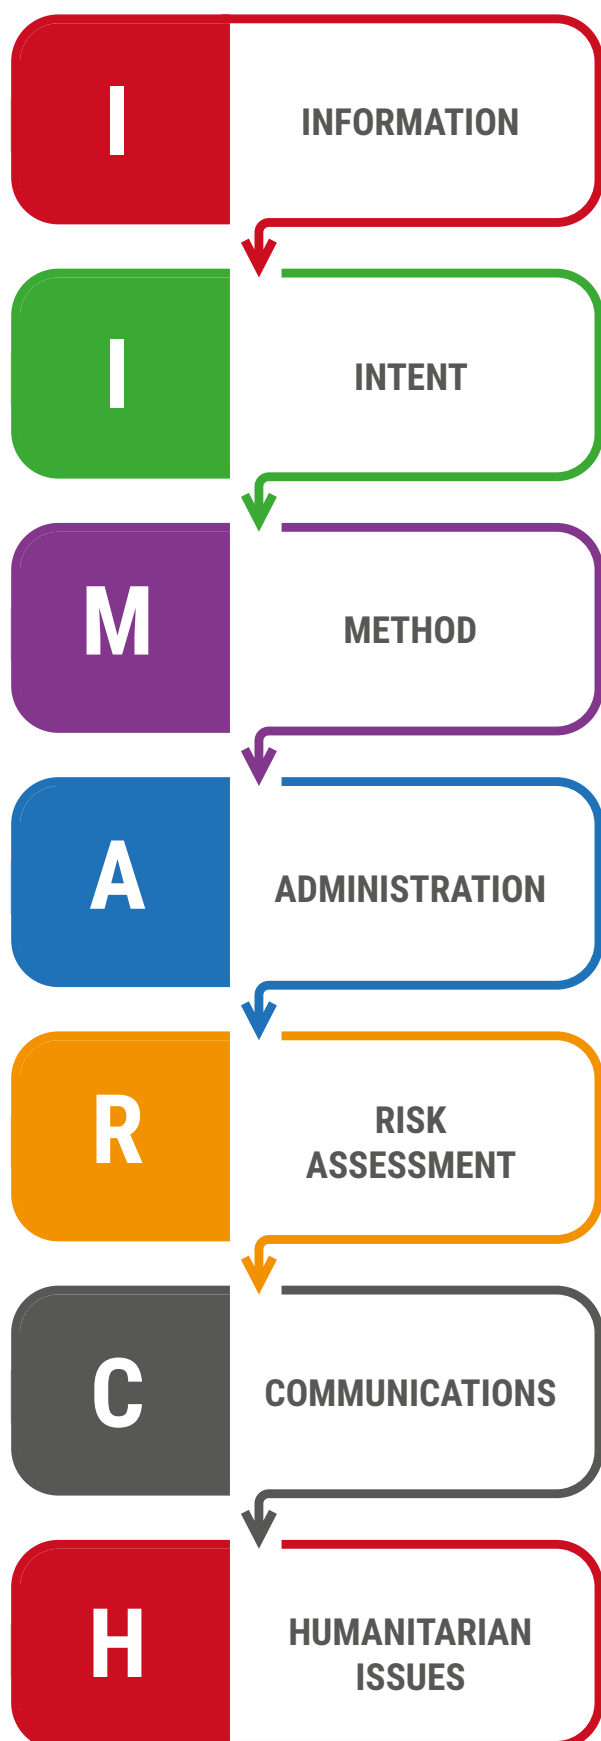 I
INFORMATION
I
INTENT
M
METHOD
A
ADMINISTRATION
R
RISK
ASSESSMENT
C
COMMUNICATIONS
H
HUMANITARIAN
ISSUES